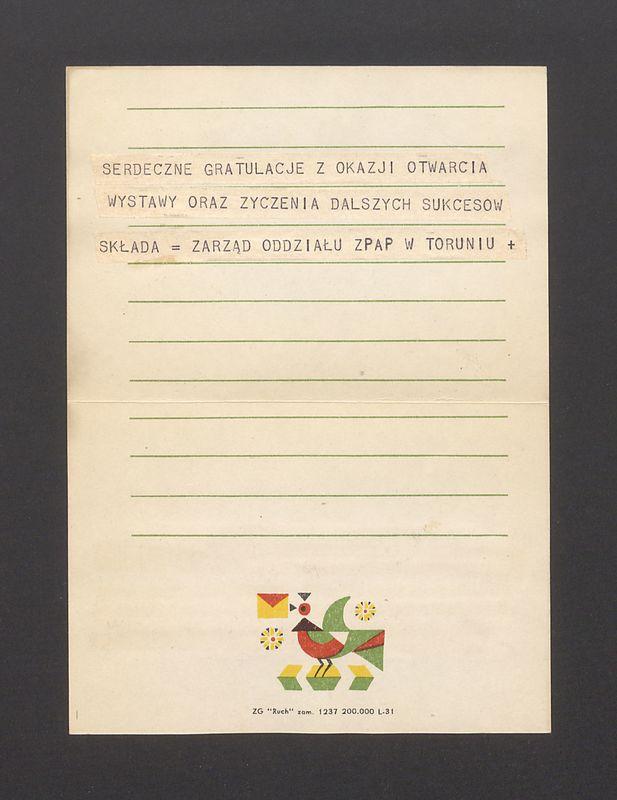 SERDECZNE GRATULACJE Z OKAZJI OTWARCIA
WYSTAWY ORAZ ZYCZENIA DALSZYCH SUKCESOW
SKŁADA = ZARZĄD ODDZIAŁU ZPAP W TORUNIU +
ZG "Ruch" zam. 1237 200.000 L-31